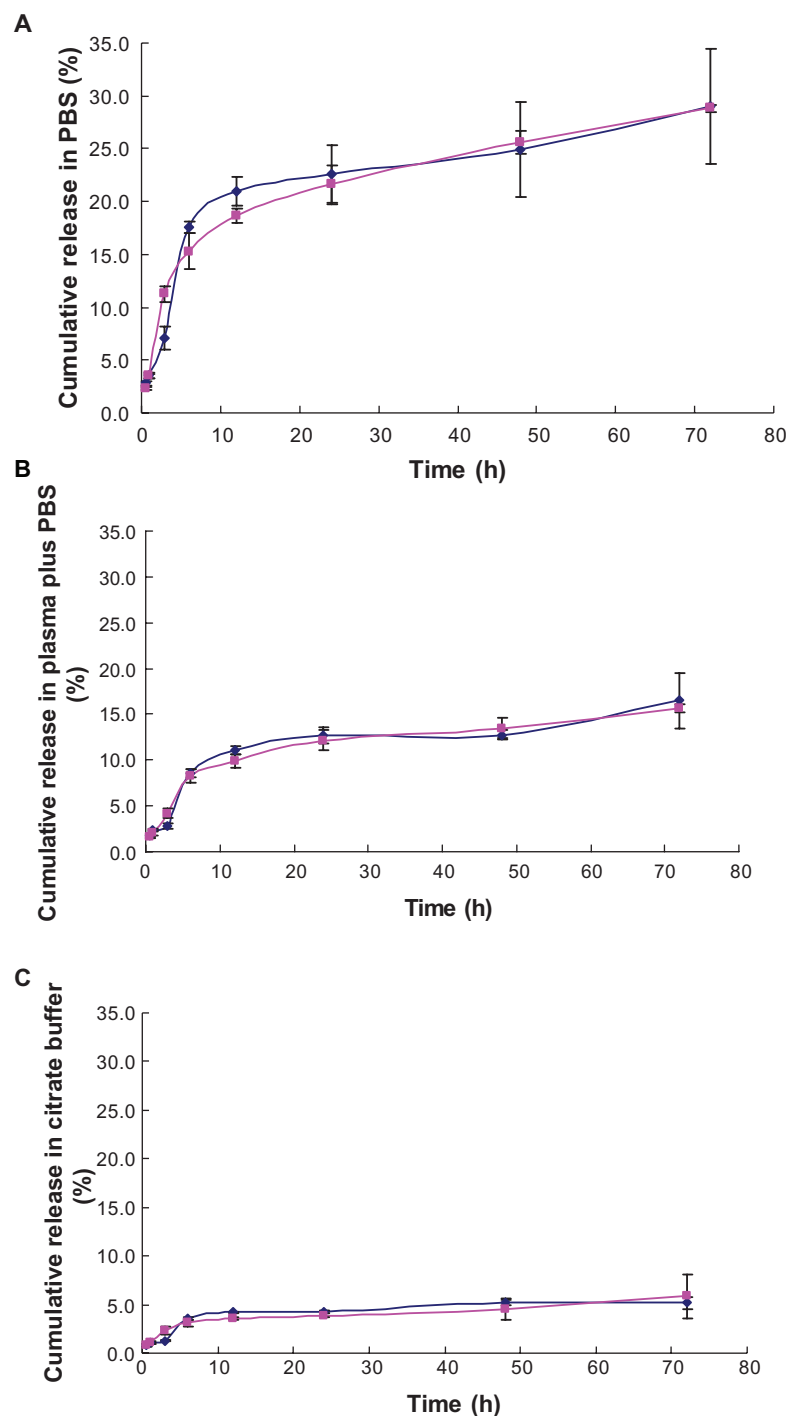 A
Cumulative release in PBS (%)
35.0
30.0
25.0
20.0
15.0
10.0
5.0
0.0
0 10 20 30 40 50 60 70 80
Time (h)
B
Cumulative release in plasma plus PBS
(%)
35.0
30.0
25.0
20.0
15.0
10.0
5.0
0.0
0 10 20 30 40 50 60 70 80
Time (h)
C
Cumulative release in citrate buffer
(%)
35.0
30.0
25.0
20.0
15.0
10.0
5.0
0.0
0 10 20 30 40 50 60 70 80
Time (h)